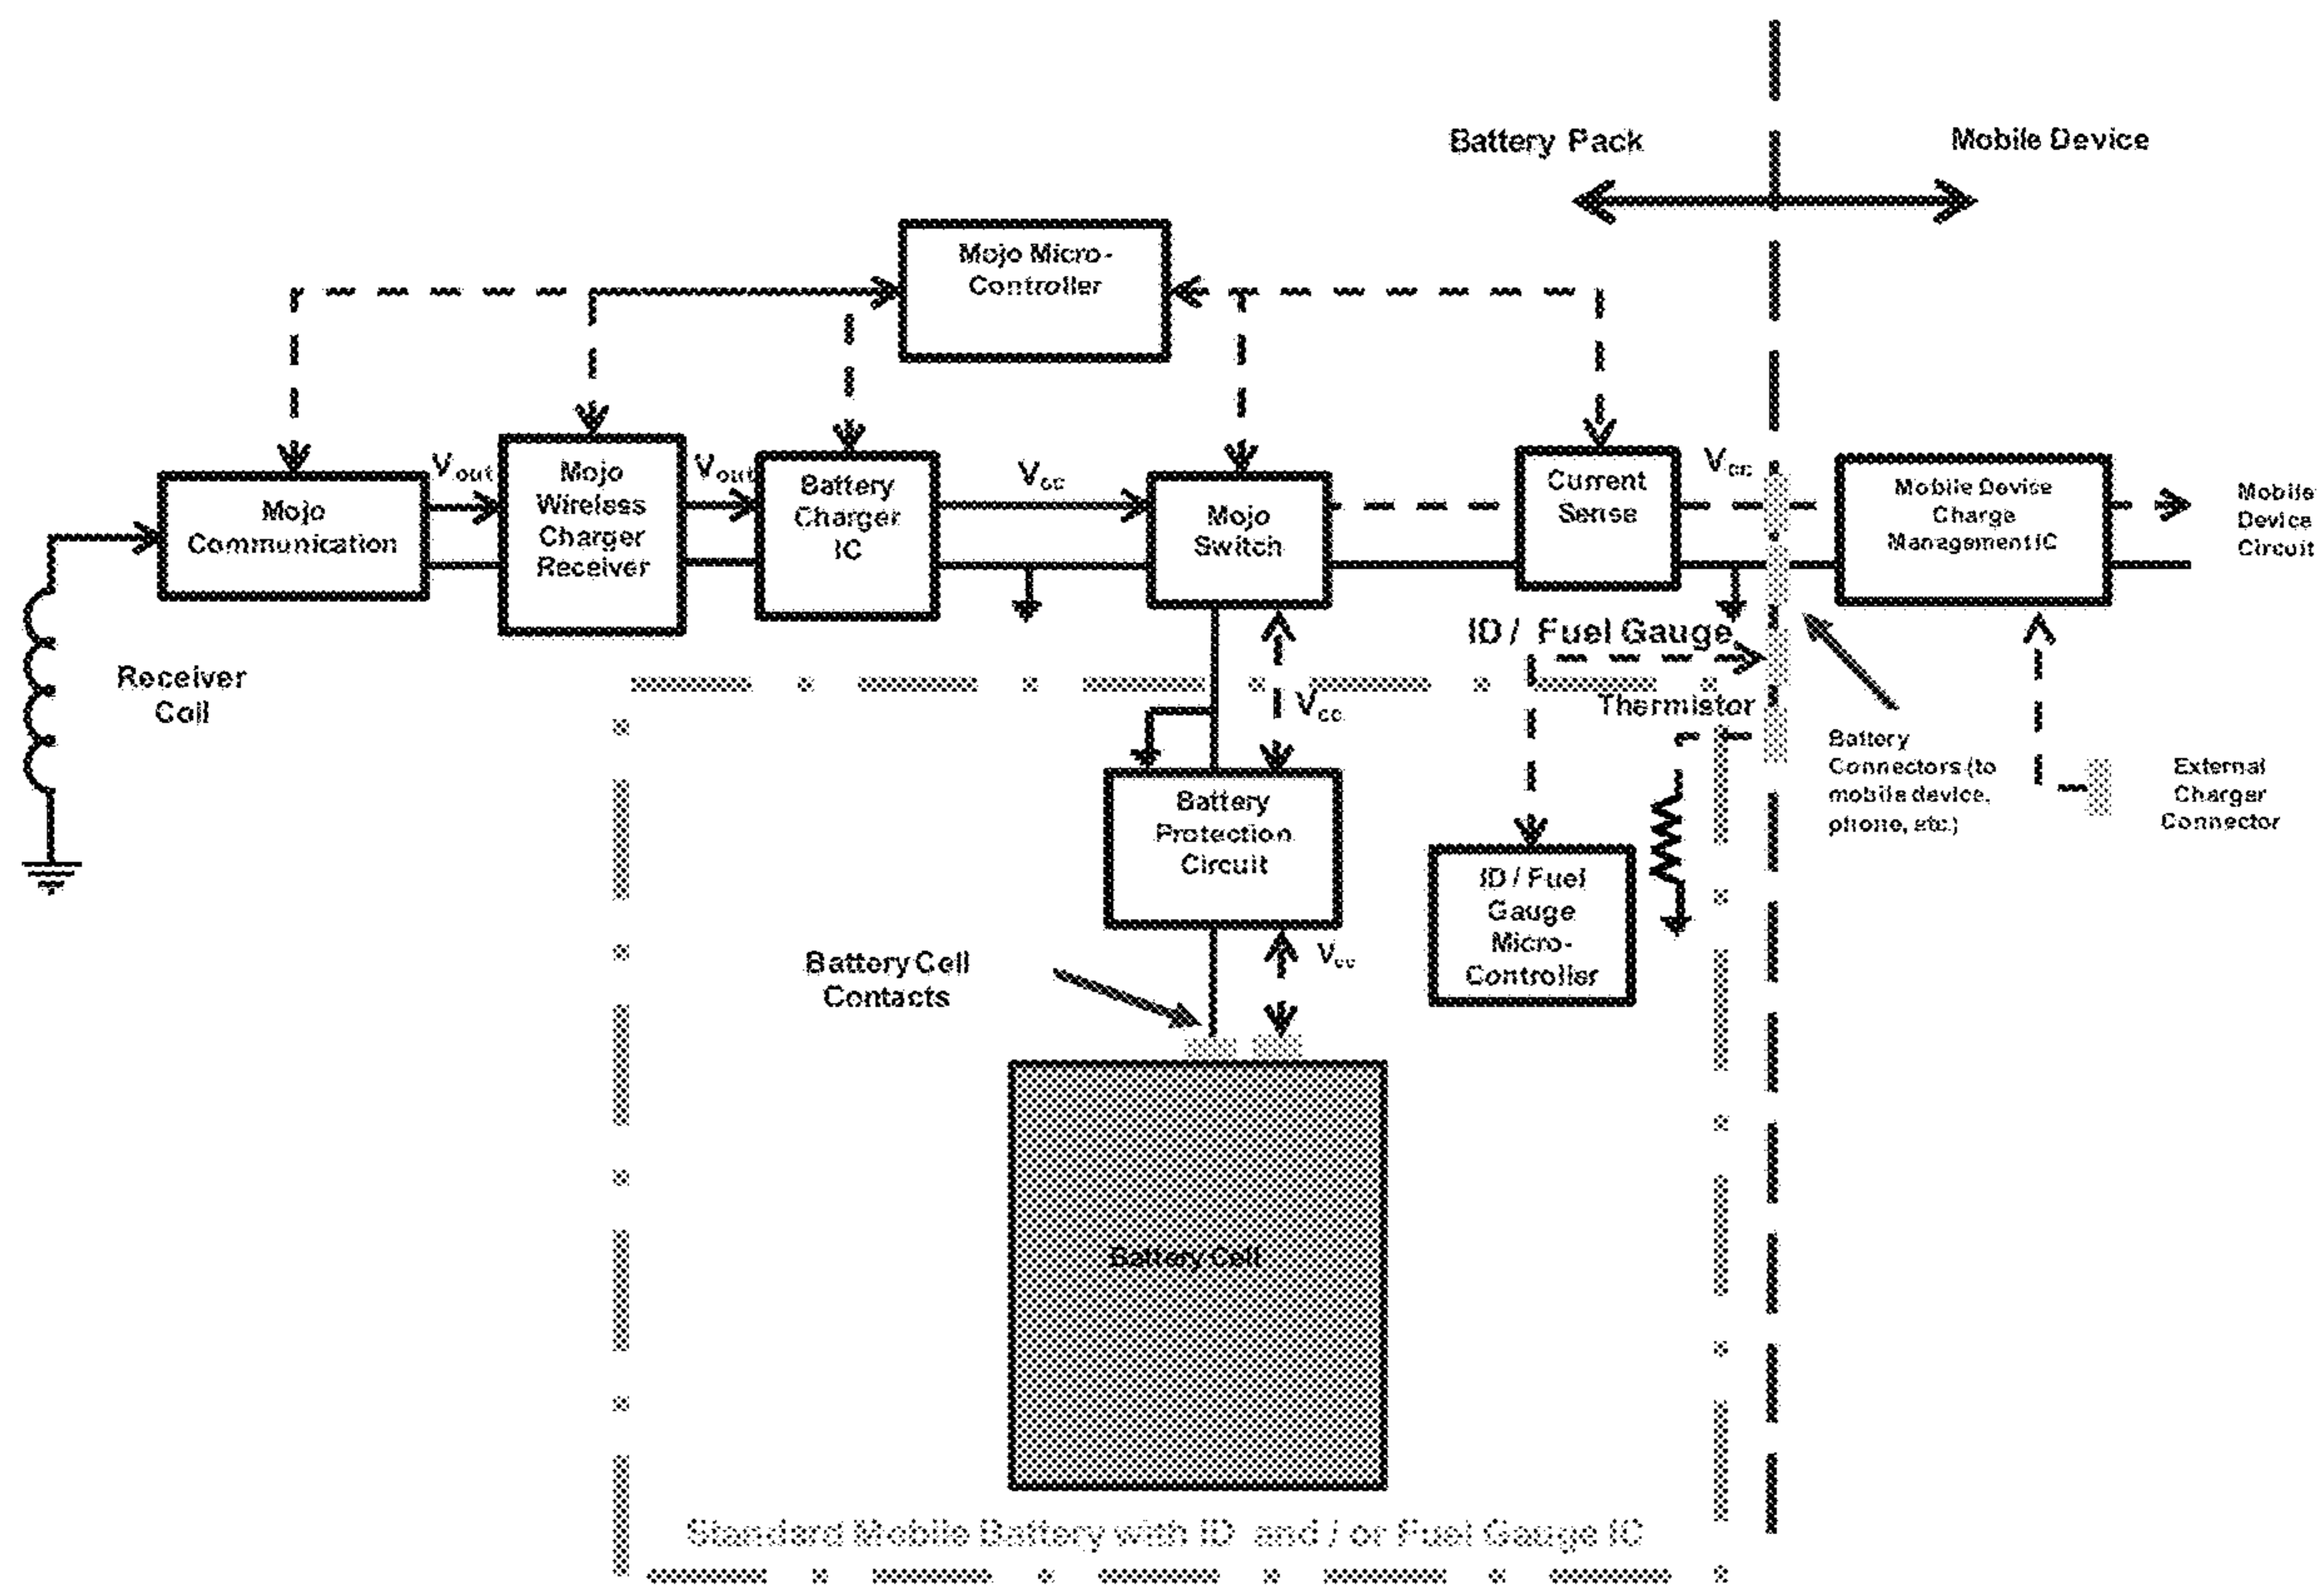 Battery Pack
Mobile Device
Mojo Micro-
Controller
Mojo
Communication
Vout
Mojo
Wireless
Charger
Receiver
Vout
Battery
Charger
IC
Vcc
Mojo
Switch
Current
Sense
Vcc
Mobile Device
Charge
Management IC
Mobile
Device
Circuit
Receiver
Coil
ID / Fuel Gauge
Thermistor
Vcc
Battery
Connectors (to
mobile device,
phone, etc.)
External
Charger
Connector
Battery
Protection
Circuit
ID / Fuel
Gauge
Micro-
Controller
Battery Cell
Contacts
Vcc
Battery Cell
Standard Mobile Battery with ID and / or Fuel Gauge IC